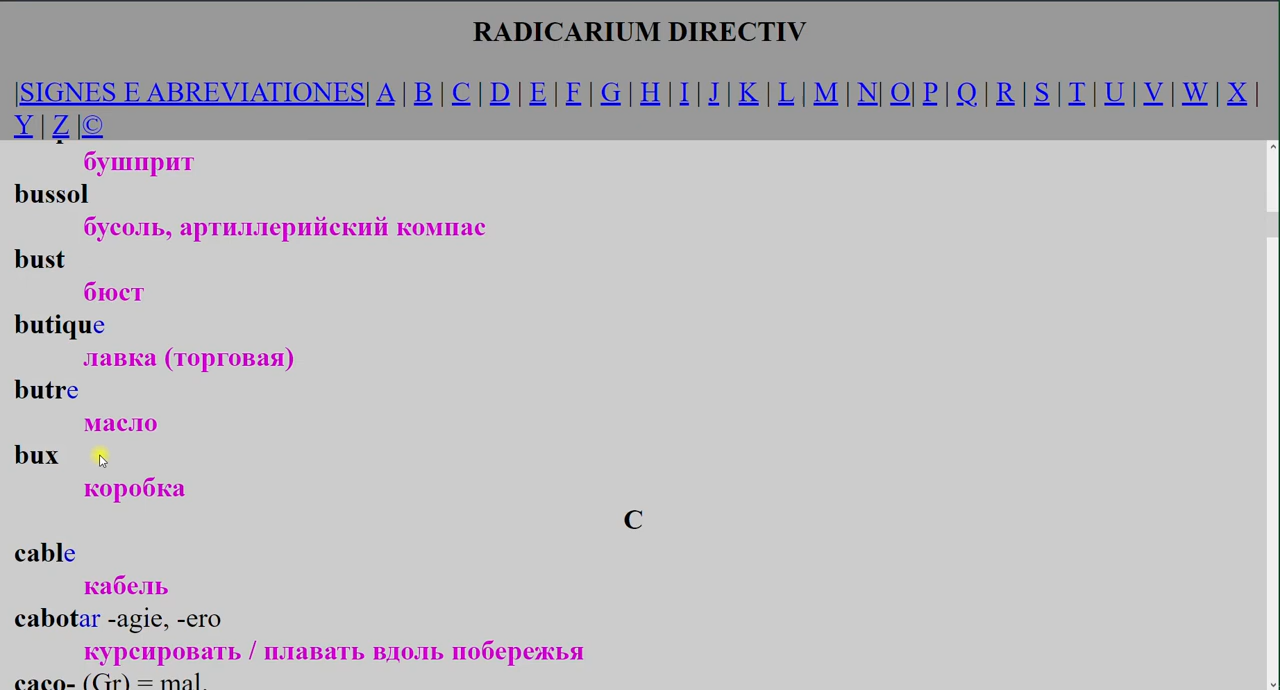 RADICARIUM DIRECTIV
|SIGNES E ABREVIATIONES| A | B | C | D | E | F | G | H | I | J | K | L | M | N| O| P | Q | R | S | T | U | V | W | X |
Y | Z |©
бушприт
bussol
бусоль, артиллерийский компас
bust
бюст
butique
лавка (торговая)
butre
масло
bux
коробка
C
cable
кабель
cabotar -agie, -ero
курсировать / плавать вдоль побережья
caco- (Gr) = mal,